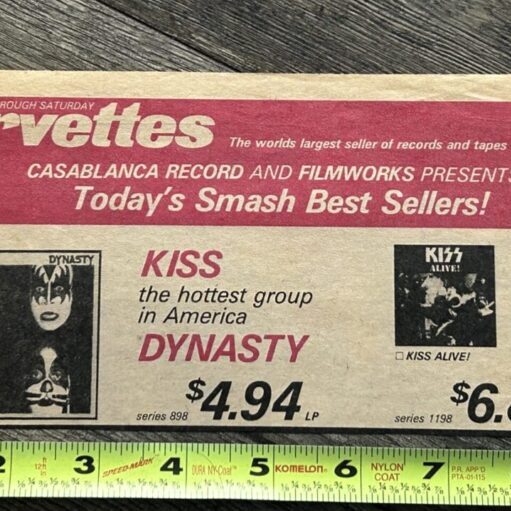 ROUGH SATURDAY
rvettes
The worlds largest seller of records and tapes
CASABLANCA RECORD AND FILMWORKS PRESENTS
Today's Smash Best Sellers!
DYNASTY
KISS
the hottest group
in America
DYNASTY
series 898 $4.94 LP
KISS
ALIVE!
□ KISS ALIVE!
series 1198 $6.
2 12 ft 3 SPEED-MARK 4 DURA NY-Coat 5 KOMELON 6 NYLON COAT 7 P.R. APP'D PTA-01-115